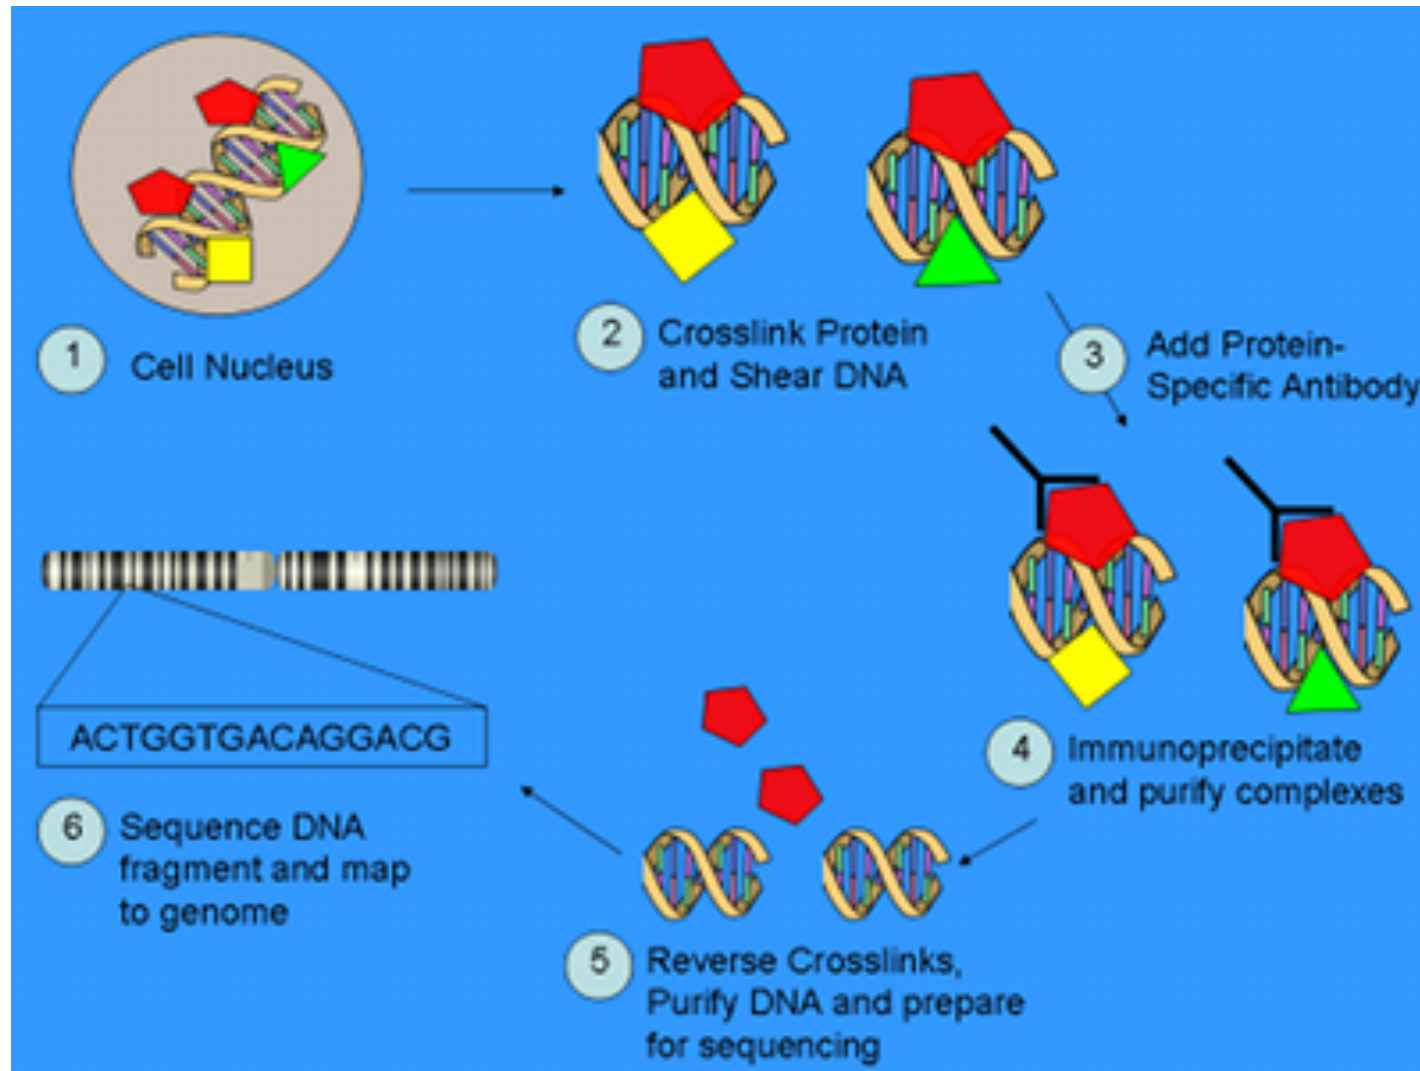 1
Cell Nucleus
2
Crosslink Protein
and Shear DNA
3
Add Protein-
Specific Antibody
4
Immunoprecipitate
and purify complexes
5
Reverse Crosslinks,
Purify DNA and prepare
for sequencing
ACTGGTGACAGGACG
6
Sequence DNA
fragment and map
to genome